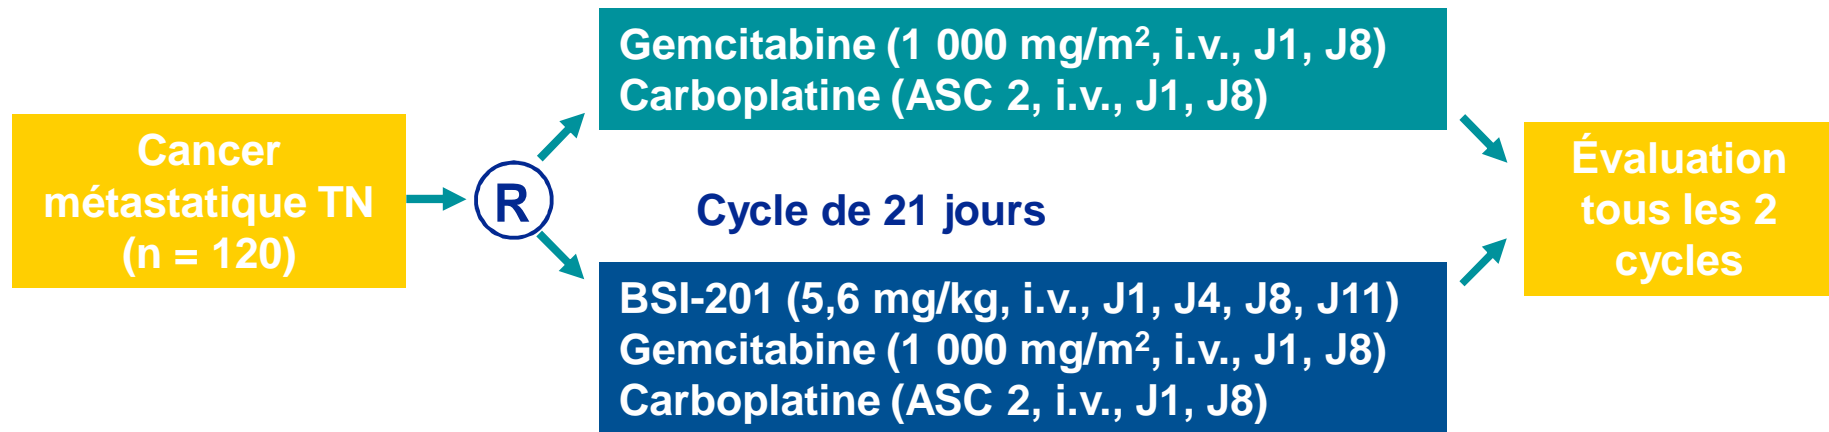 Cancer
métastatique TN
(n = 120)
R
Gemcitabine (1 000 mg/m², i.v., J1, J8)
Carboplatine (ASC 2, i.v., J1, J8)
Cycle de 21 jours
BSI-201 (5,6 mg/kg, i.v., J1, J4, J8, J11)
Gemcitabine (1 000 mg/m², i.v., J1, J8)
Carboplatine (ASC 2, i.v., J1, J8)
Évaluation
tous les 2
cycles